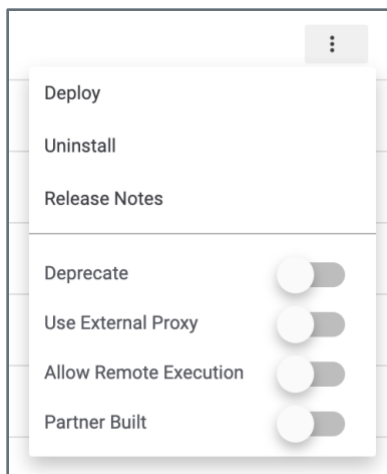 Deploy
Uninstall
Release Notes
Deprecate
Use External Proxy
Allow Remote Execution
Partner Built